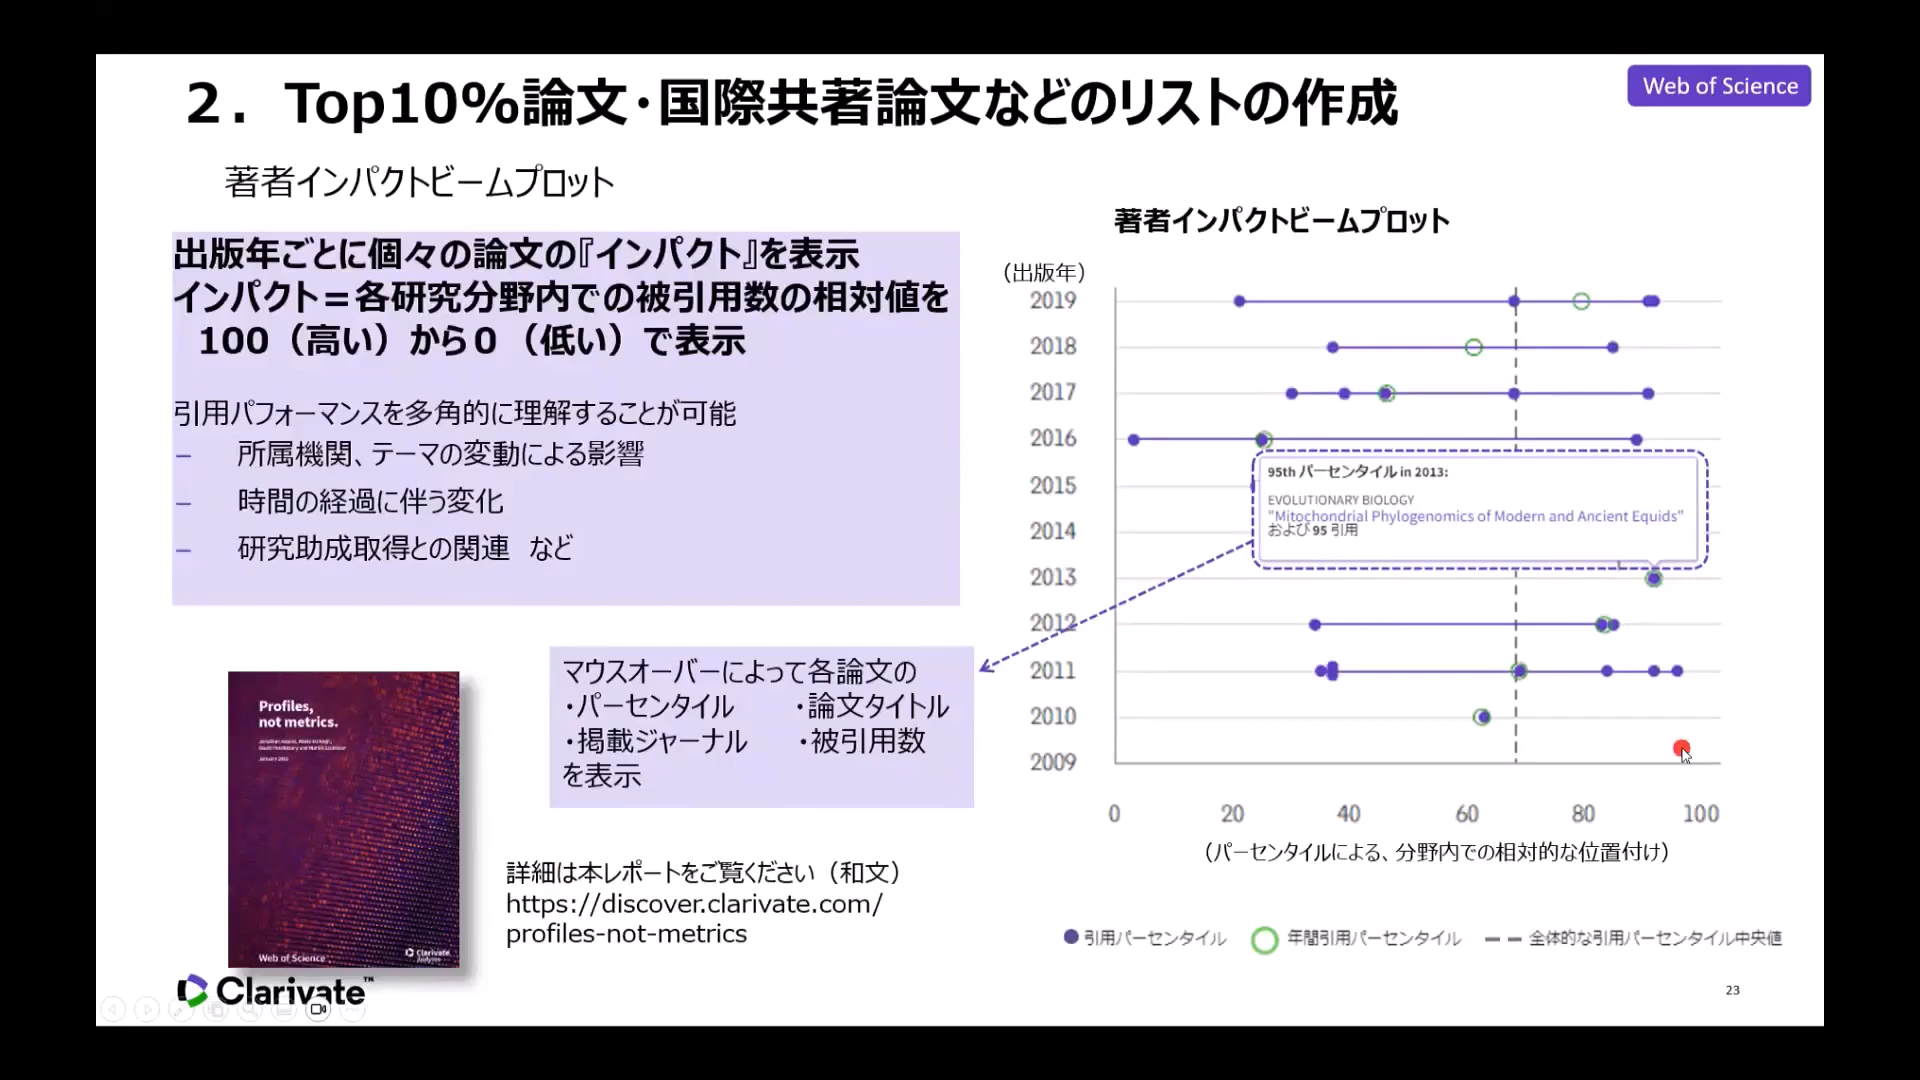 2．Top10%論文・国際共著論文などのリストの作成
Web of Science
著者インパクトビームプロット
出版年ごとに個々の論文の『インパクト』を表示
インパクト＝各研究分野内での被引用数の相対値を
100（高い）から0 （低い）で表示
引用パフォーマンスを多角的に理解することが可能
– 所属機関、テーマの変動による影響
– 時間の経過に伴う変化
– 研究助成取得との関連 など
マウスオーバーによって各論文の
・パーセンタイル ・論文タイトル
・掲載ジャーナル ・被引用数
を表示
Profiles,
not metrics.
Web of Science
Clarivate
詳細は本レポートをご覧ください（和文）
https://discover.clarivate.com/
profiles-not-metrics
Clarivate™
著者インパクトビームプロット
（出版年）
2019
2018
2017
2016
2015
2014
2013
2012
2011
2010
2009
95th パーセンタイル in 2013:
EVOLUTIONARY BIOLOGY
"Mitochondrial Phylogenomics of Modern and Ancient Equids"
および 95 引用
0 20 40 60 80 100
（パーセンタイルによる、分野内での相対的な位置付け）
引用パーセンタイル 年間引用パーセンタイル 全体的な引用パーセンタイル中央値
23